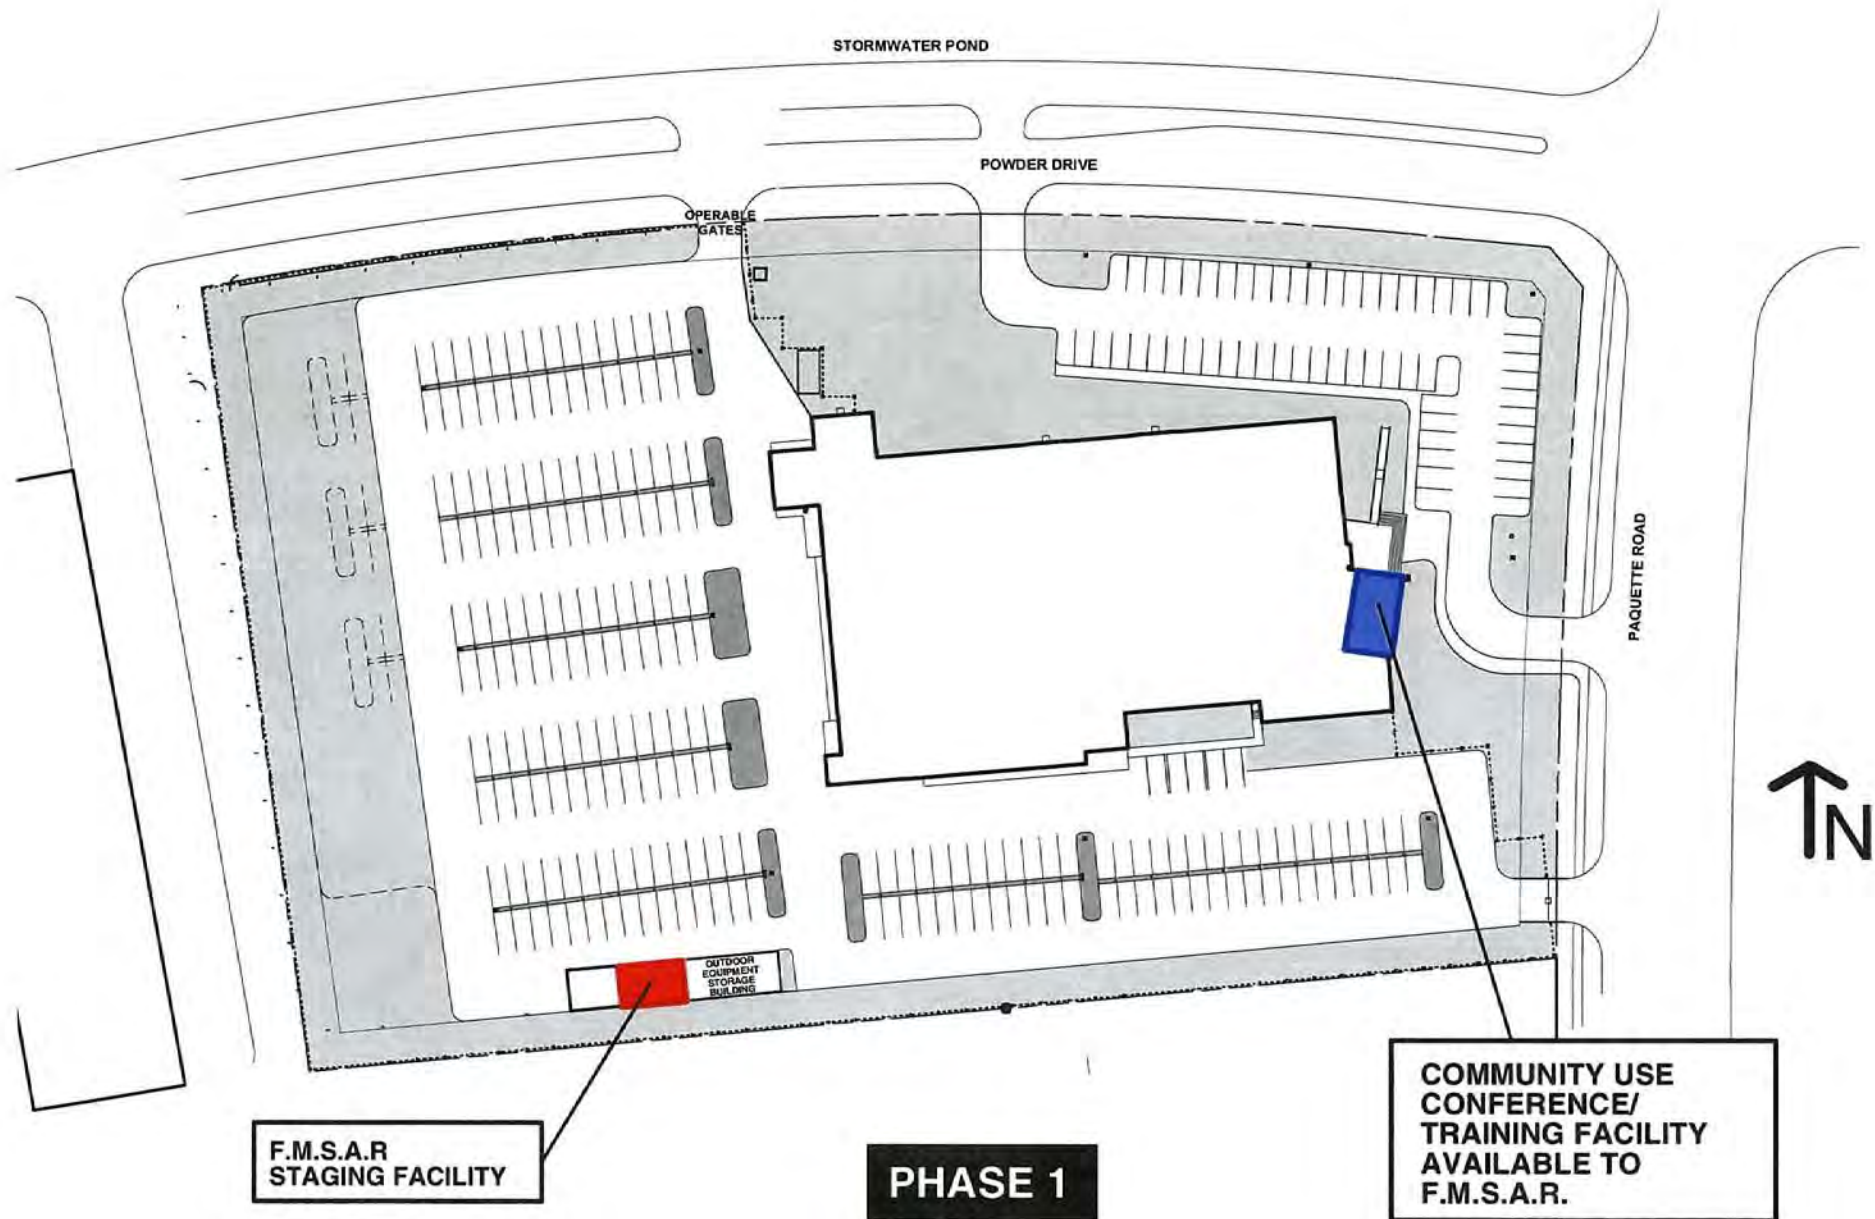 STORMWATER POND
POWDER DRIVE
OPERABLE
GATES
PAQUETTE ROAD
N
OUTDOOR
EQUIPMENT
STORAGE
BUILDING
F.M.S.A.R
STAGING FACILITY
PHASE 1
COMMUNITY USE
CONFERENCE/
TRAINING FACILITY
AVAILABLE TO
F.M.S.A.R.